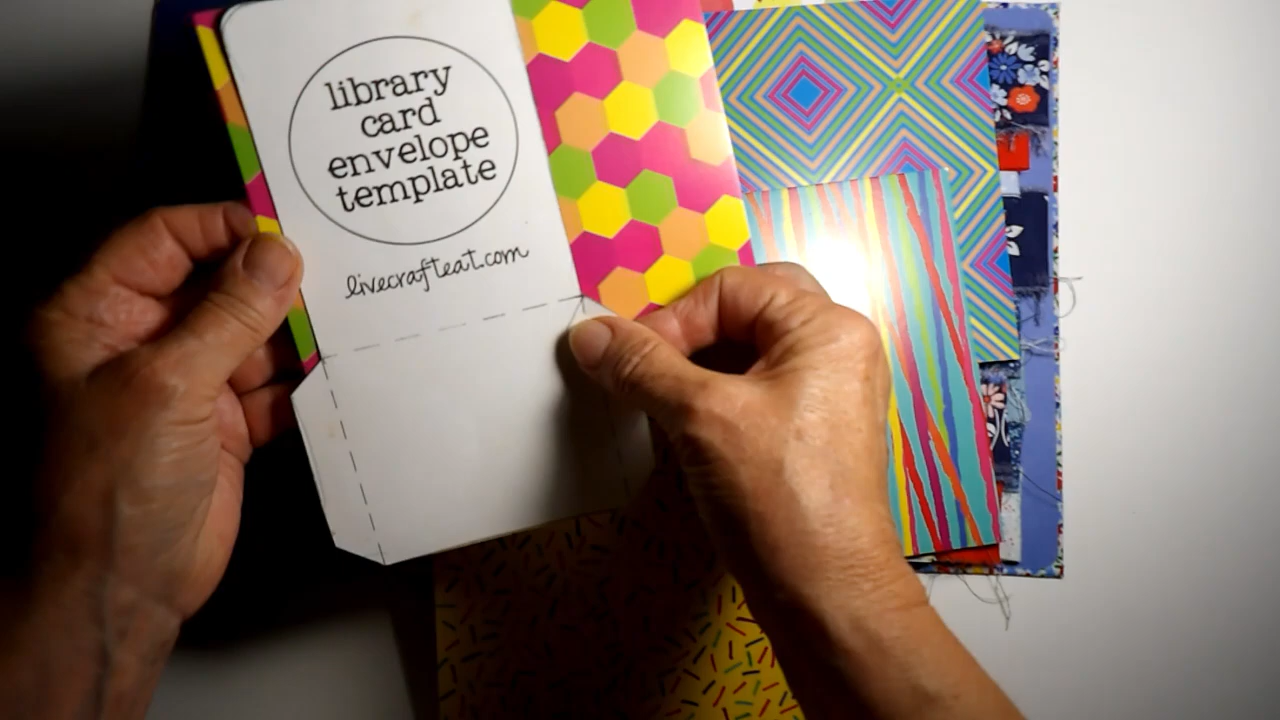 library
card
envelope
template
livecrafteat.com